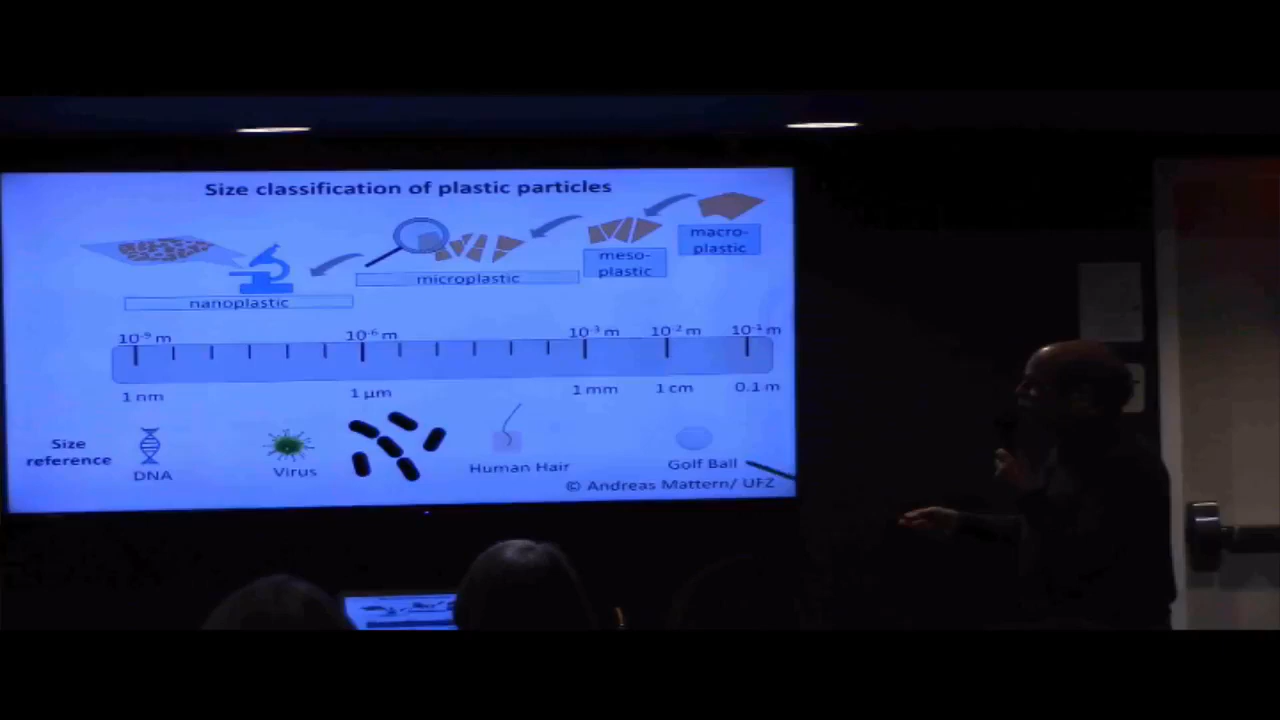 Size classification of plastic particles
macro-
plastic
meso-
plastic
microplastic
nanoplastic
10⁻⁹ m 10⁻⁶ m 10⁻³ m 10⁻² m 10⁻¹ m
1 nm 1 µm 1 mm 1 cm 0.1 m
Size
reference
DNA Virus Human Hair Golf Ball
© Andreas Mattern/ UFZ